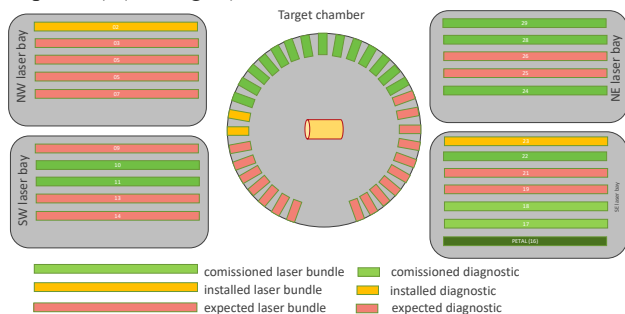 Target chamber
NW laser bay
02
03
05
05
07
SW laser bay
09
10
11
13
14
NE laser bay
29
28
26
25
24
SE laser bay
23
22
21
19
18
17
PETAL (16)
comissioned laser bundle
installed laser bundle
expected laser bundle
comissioned diagnostic
installed diagnostic
expected diagnostic